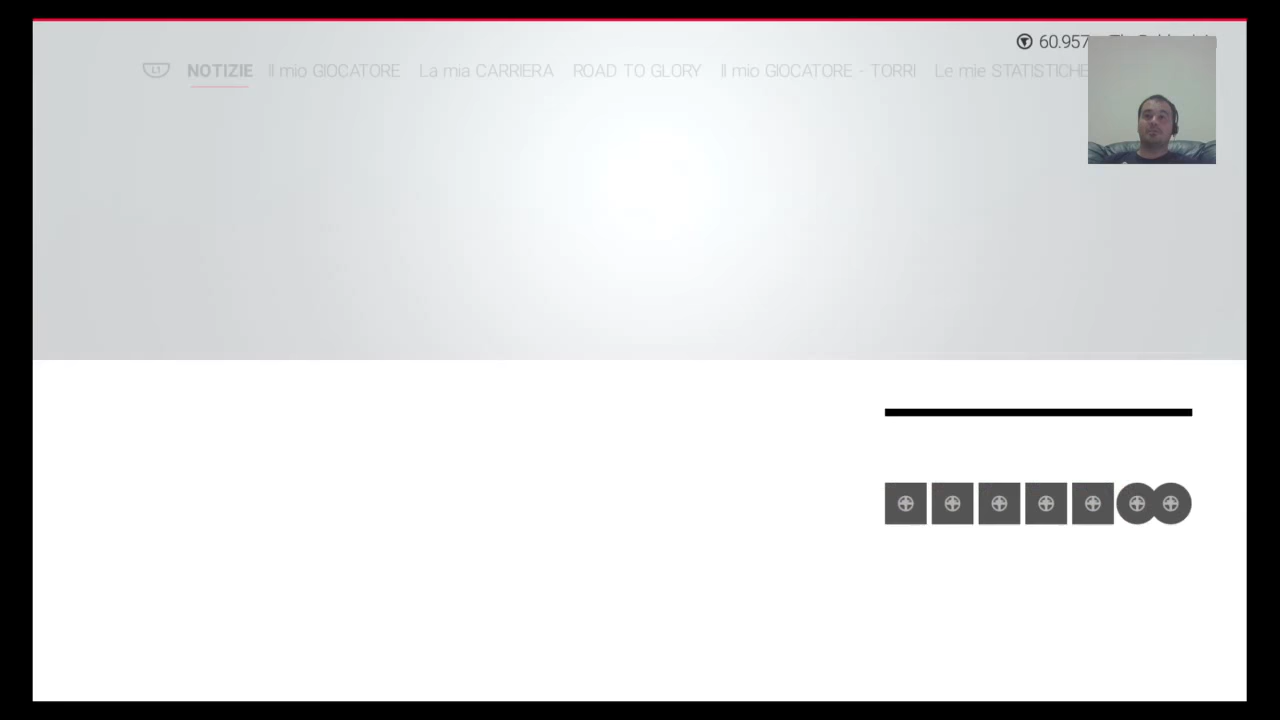 60.957
L1 NOTIZIE Il mio GIOCATORE La mia CARRIERA ROAD TO GLORY Il mio GIOCATORE - TORRI Le mie STATISTICHE